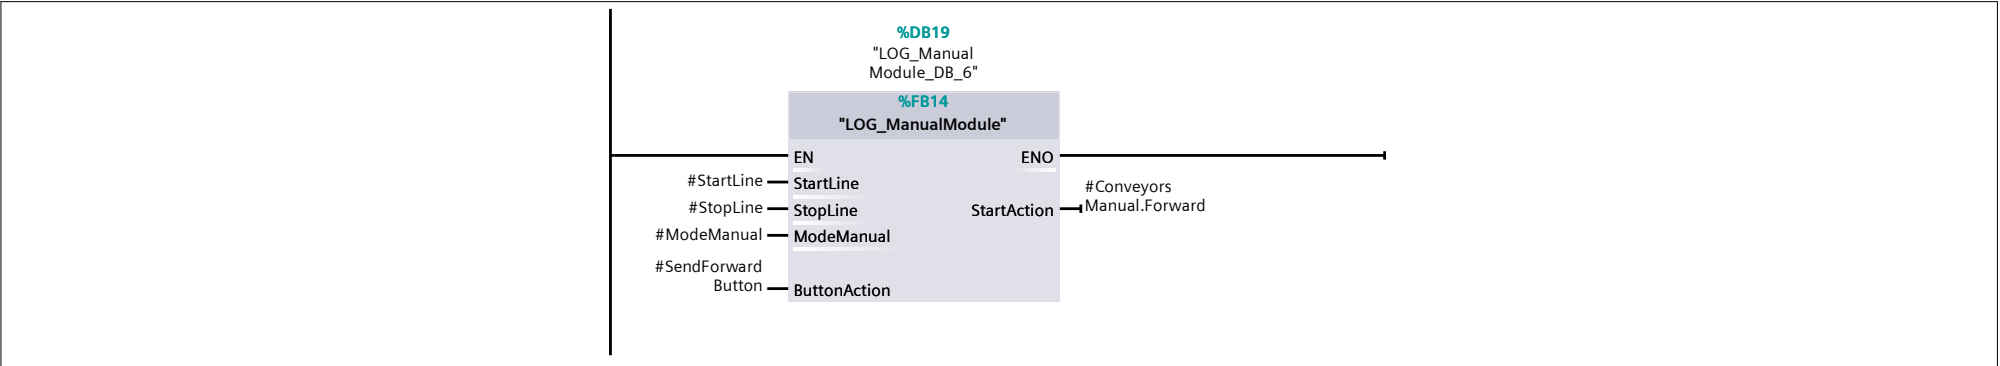 %DB19
"LOG_Manual
Module_DB_6"
%FB14
"LOG_ManualModule"
EN
ENO
#StartLine
StartLine
#StopLine
StopLine
#ModeManual
ModeManual
#SendForward
Button
ButtonAction
StartAction
#Conveyors
Manual.Forward